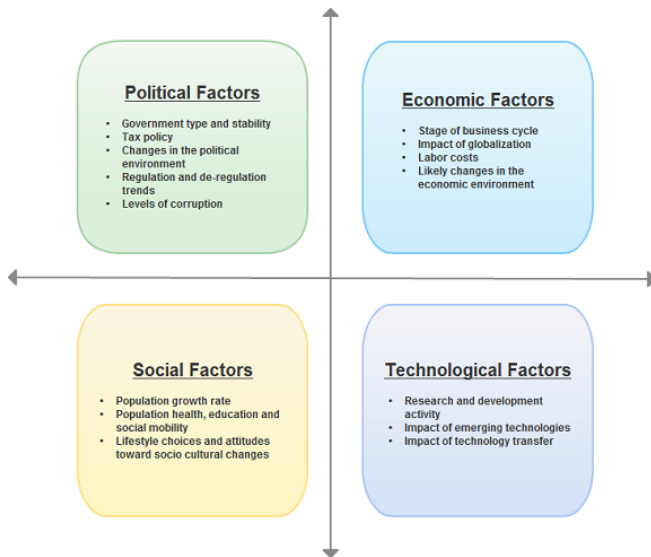 Political Factors
• Government type and stability
• Tax policy
• Changes in the political
environment
• Regulation and de-regulation
trends
• Levels of corruption
Economic Factors
• Stage of business cycle
• Impact of globalization
• Labor costs
• Likely changes in the
economic environment
Social Factors
• Population growth rate
• Population health, education and
social mobility
• Lifestyle choices and attitudes
toward socio cultural changes
Technological Factors
• Research and development
activity
• Impact of emerging technologies
• Impact of technology transfer